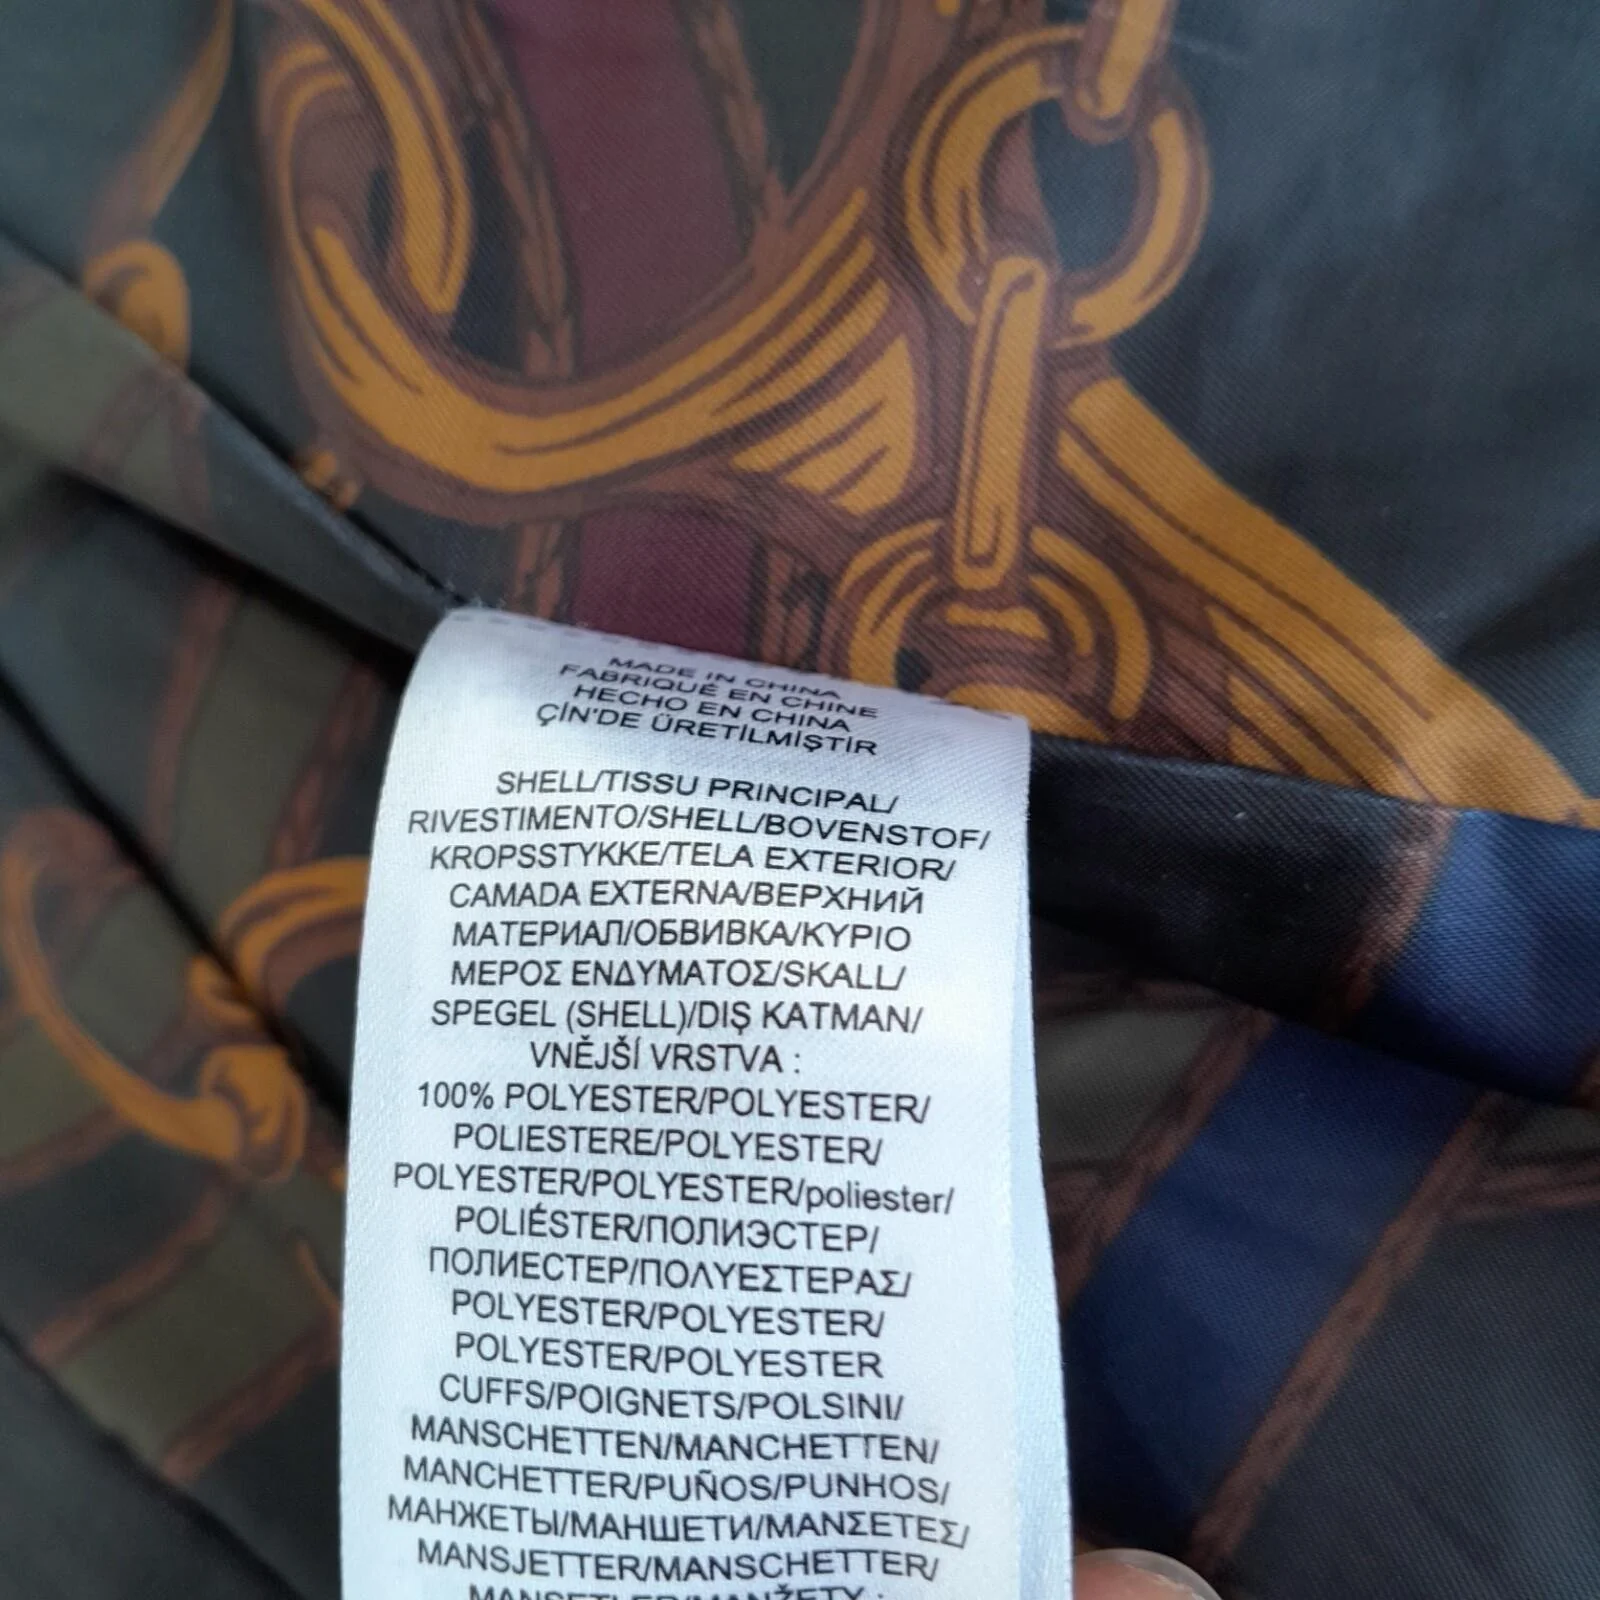 MADE IN CHINA
FABRIQUÉ EN CHINE
HECHO EN CHINA
ÇİN'DE ÜRETİLMİŞTİR
SHELL/TISSU PRINCIPAL/
RIVESTIMENTO/SHELL/BOVENSTOF/
KROPSSTYKKE/TELA EXTERIOR/
CAMADA EXTERNA/ВЕРХНИЙ
МАТЕРИАЛ/ОБВИВКА/ΚΥΡΙΟ
ΜΕΡΟΣ ΕΝΔΥΜΑΤΟΣ/SKALL/
SPEGEL (SHELL)/DIŞ KATMAN/
VNĚJŠÍ VRSTVA :
100% POLYESTER/POLYESTER/
POLIESTERE/POLYESTER/
POLYESTER/POLYESTER/poliester/
POLIÉSTER/ПОЛИЭСТЕР/
ПОЛИЕСТЕР/ΠΟΛΥΕΣΤΕΡΑΣ/
POLYESTER/POLYESTER/
POLYESTER/POLYESTER
CUFFS/POIGNETS/POLSINI/
MANSCHETTEN/MANCHETTEN/
MANCHETTER/PUÑOS/PUNHOS/
МАНЖЕТЫ/МАНШЕТИ/ΜΑΝΣΕΤΕΣ/
MANSJETTER/MANSCHETTER/
MANŞETLER/MANŽETY :